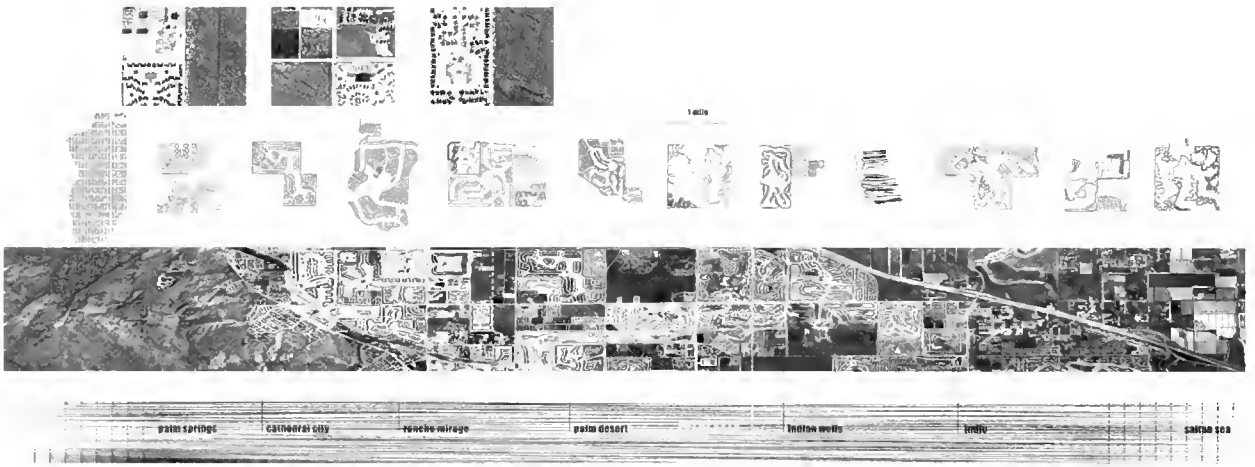 1 mile
palm springs
cathedral city
rancho mirage
palm desert
indian wells
indio
salton sea